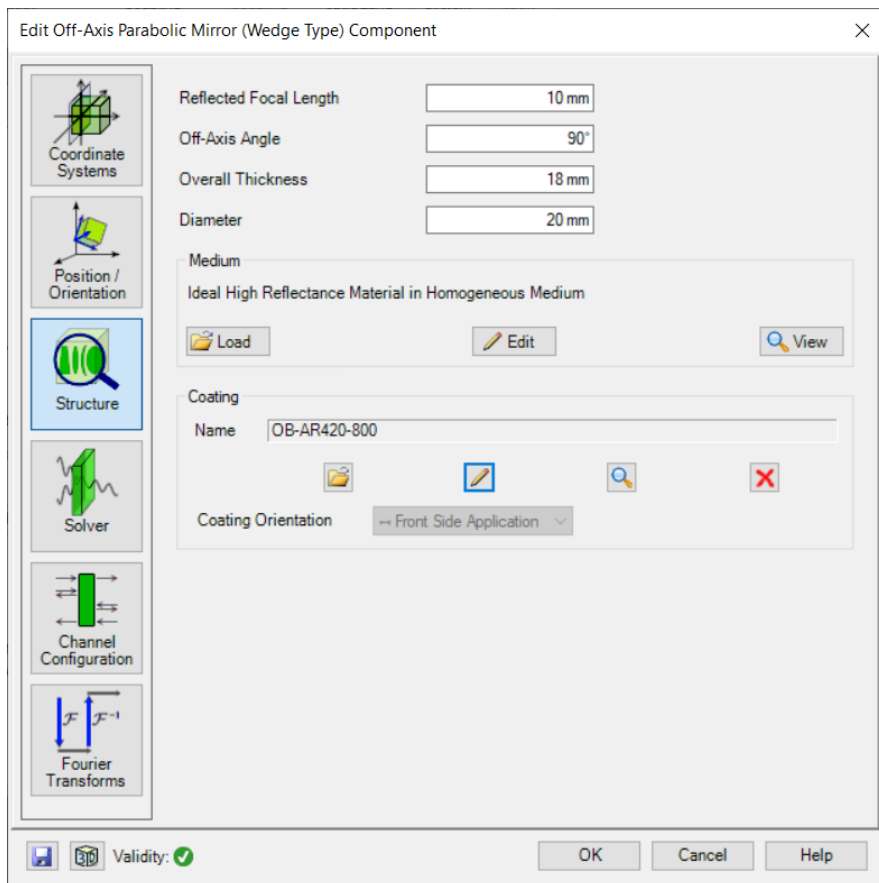 Edit Off-Axis Parabolic Mirror (Wedge Type) Component
Coordinate
Systems
Position /
Orientation
Structure
Solver
Channel
Configuration
F F⁻¹
Fourier
Transforms
Reflected Focal Length 10 mm
Off-Axis Angle 90°
Overall Thickness 18 mm
Diameter 20 mm
Medium
Ideal High Reflectance Material in Homogeneous Medium
Load Edit View
Coating
Name OB-AR420-800
Coating Orientation Front Side Application
3D Validity: OK Cancel Help